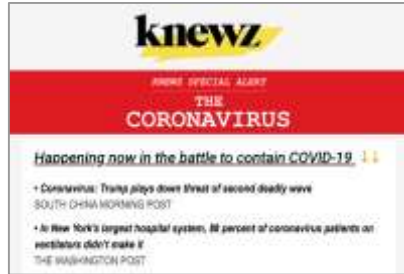 knewz
KNEWZ SPECIAL ALERT
THE
CORONAVIRUS
Happening now in the battle to contain COVID-19 ↓↓
• Coronavirus: Trump plays down threat of second deadly wave
SOUTH CHINA MORNING POST
• In New York's largest hospital system, 88 percent of coronavirus patients on
ventilators didn't make it
THE WASHINGTON POST